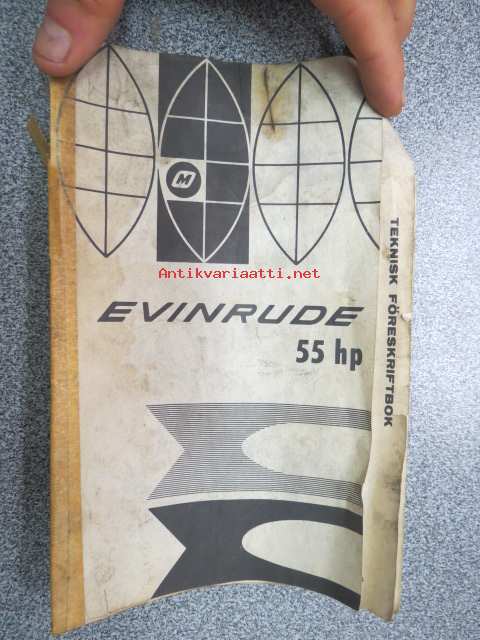 M
Antikvariaatti.net
EVINRUDE
55 hp
TEKNISK FÖRESKRIFTBOK